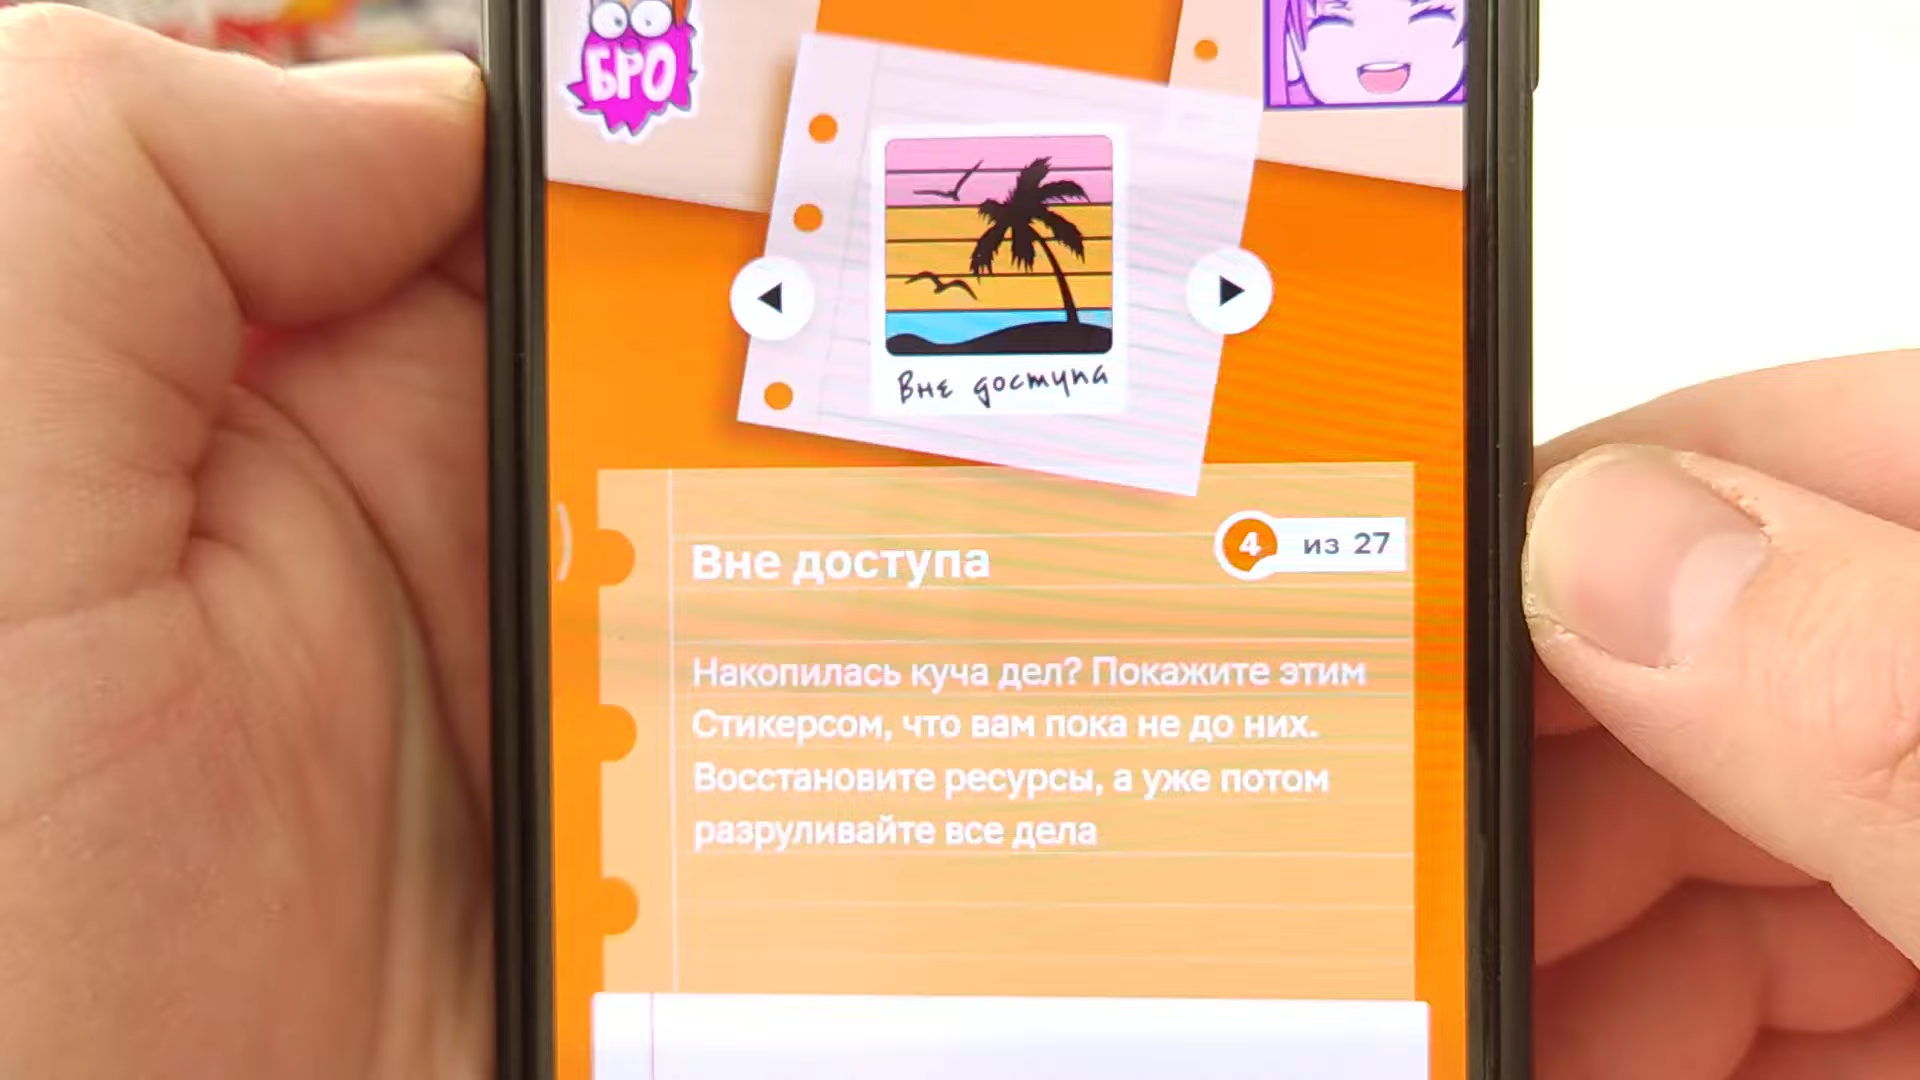 БРО
Вне доступа
Вне доступа
4 из 27
Накопилась куча дел? Покажите этим
Стикерсом, что вам пока не до них.
Восстановите ресурсы, а уже потом
разруливайте все дела